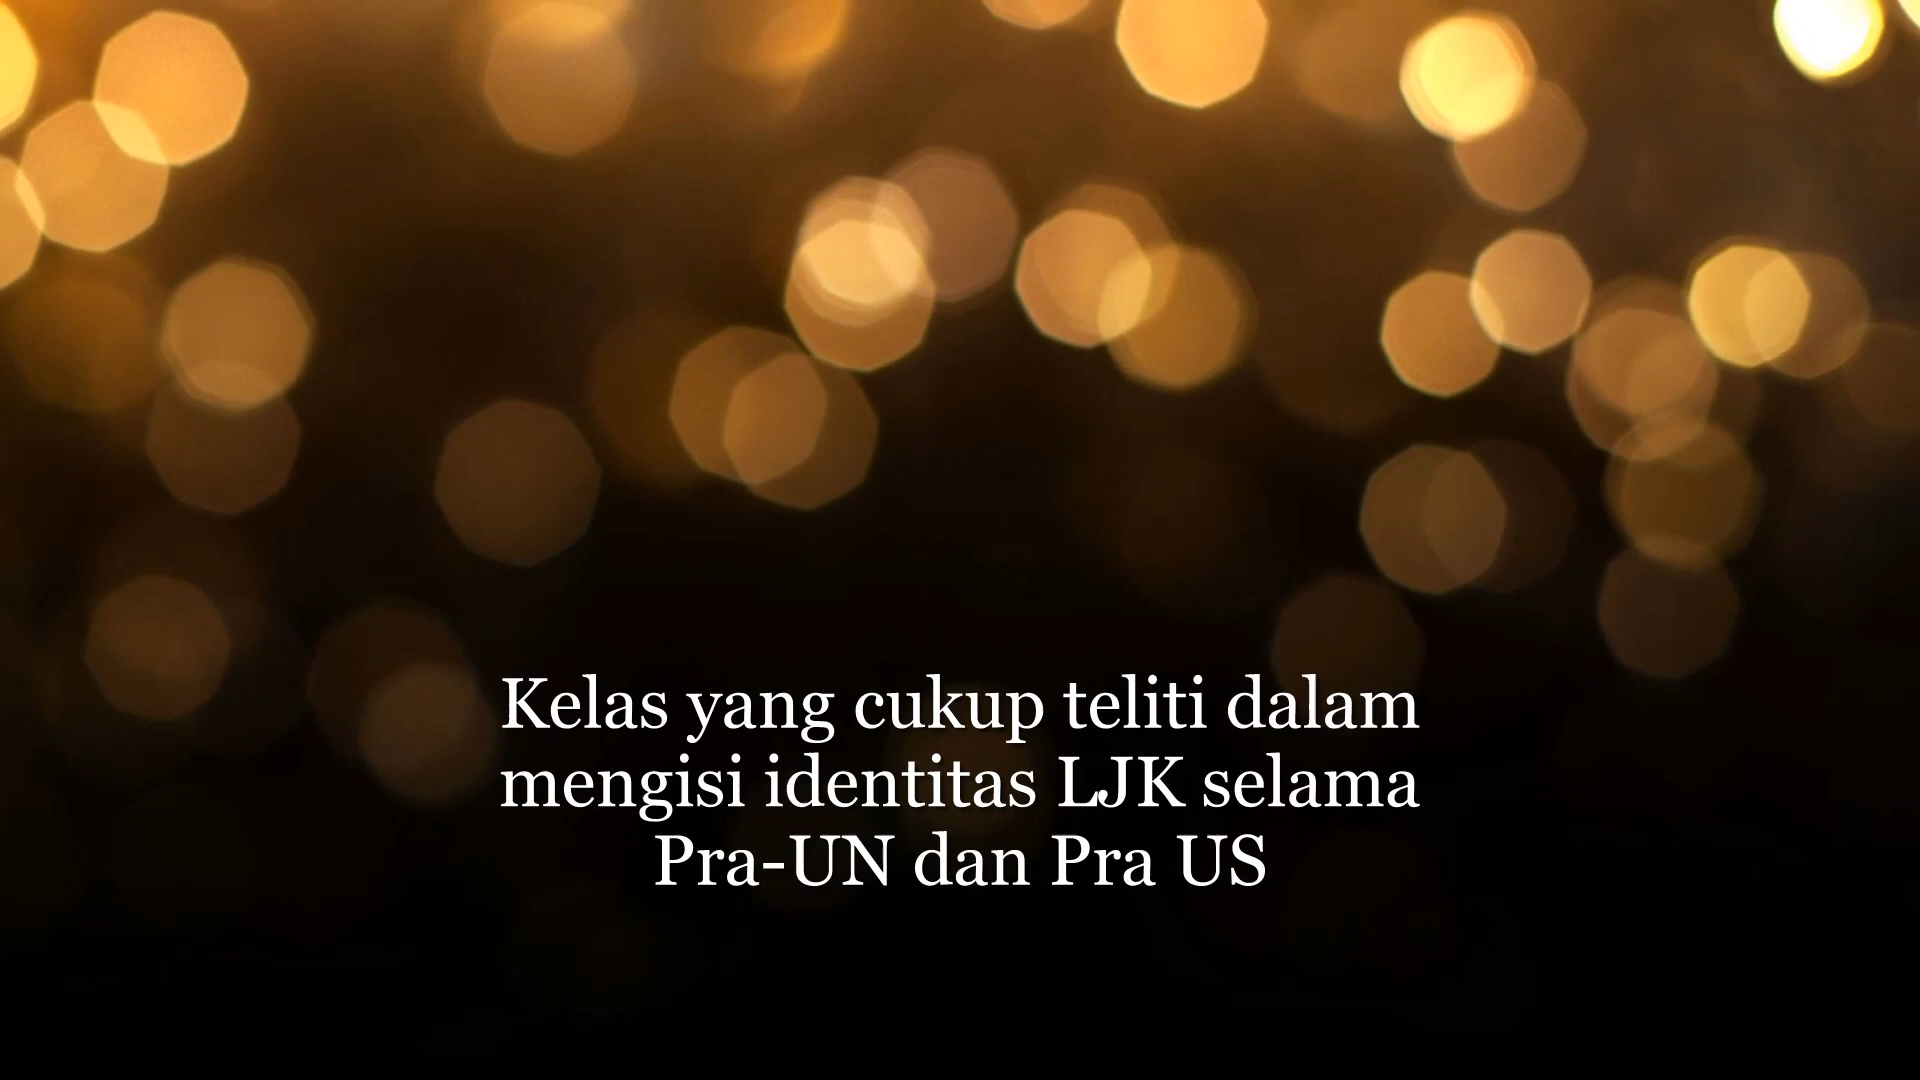 Kelas yang cukup teliti dalam
mengisi identitas LJK selama
Pra-UN dan Pra US